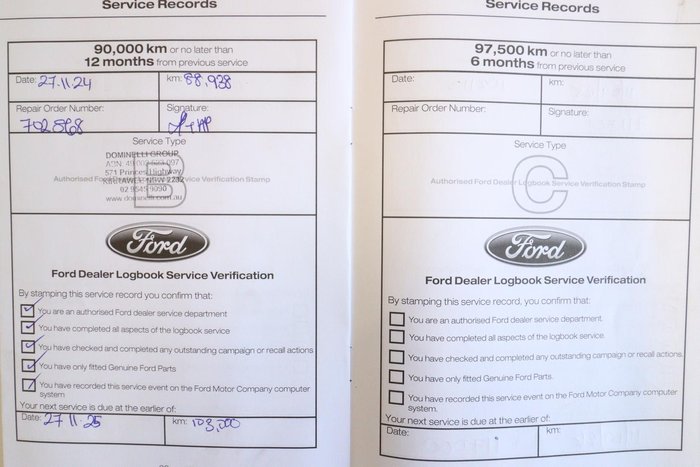 Service Records
90,000 km or no later than
12 months from previous service
Date: 27.11.24 km: 88,938
Repair Order Number: Signature:
702868
Service Type
B
DOMINELLI GROUP
571 Princes Highway
Authorised Ford Dealer Logbook Service Verification Stamp
Ford
Ford Dealer Logbook Service Verification
By stamping this service record you confirm that:
You are an authorised Ford dealer service department
You have completed all aspects of the logbook service
You have checked and completed any outstanding campaign or recall actions
You have only fitted Genuine Ford Parts
You have recorded this service event on the Ford Motor Company computer
system
Your next service is due at the earlier of:
Date: 27 11.25 km: 103,000
Service Records
97,500 km or no later than
6 months from previous service
Date: km:
Repair Order Number: Signature:
Service Type
C
Authorised Ford Dealer Logbook Service Verification Stamp
Ford
Ford Dealer Logbook Service Verification
By stamping this service record, you confirm that:
You are an authorised Ford dealer service department.
You have completed all aspects of the logbook service.
You have checked and completed any outstanding campaign or recall actions.
You have only fitted Genuine Ford Parts.
You have recorded this service event on the Ford Motor Company computer
system.
Your next service is due at the earlier of:
Date: km: